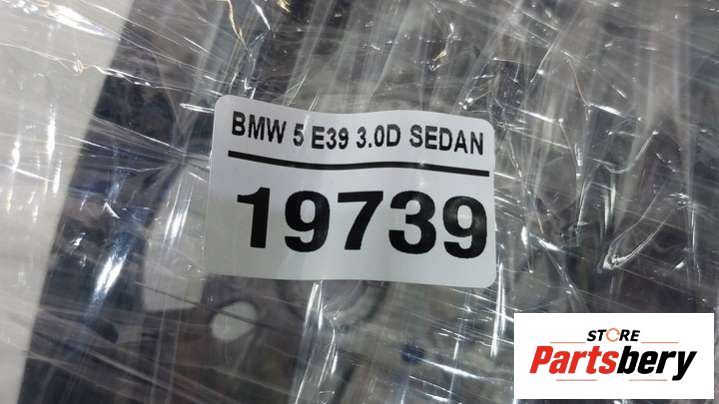 BMW 5 E39 3.0D SEDAN
19739
STORE
Partsbery